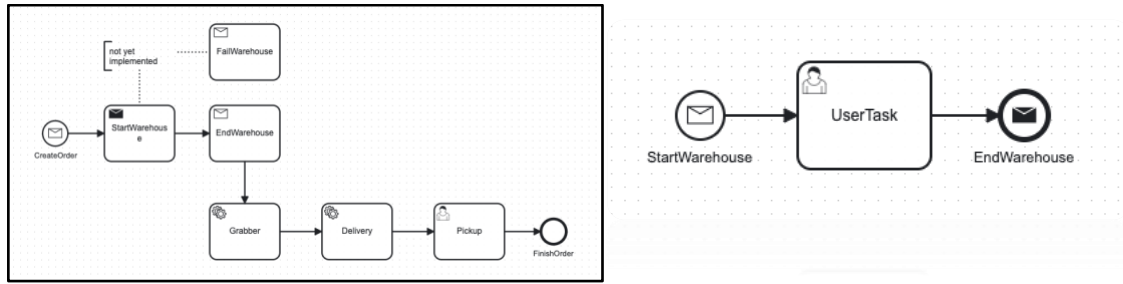 not yet
implemented
FailWarehouse
StartWarehous
e
EndWarehouse
CreateOrder
Grabber
Delivery
Pickup
FinishOrder
UserTask
StartWarehouse
EndWarehouse